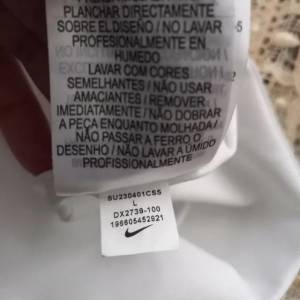 PLANCHAR DIRECTAMENTE
SOBRE EL DISEÑO / NO LAVAR
PROFESIONALMENTE EN
HUMEDO
LAVAR COM CORES
SEMELHANTES / NÃO USAR
AMACIANTES / REMOVER
IMEDIATAMENTE / NÃO DOBRAR
A PEÇA ENQUANTO MOLHADA /
NÃO PASSAR A FERRO O
DESENHO / NÃO LAVAR A ÚMIDO
PROFISSIONALMENTE
SU230401CS5
L
DX2739-100
196605452921